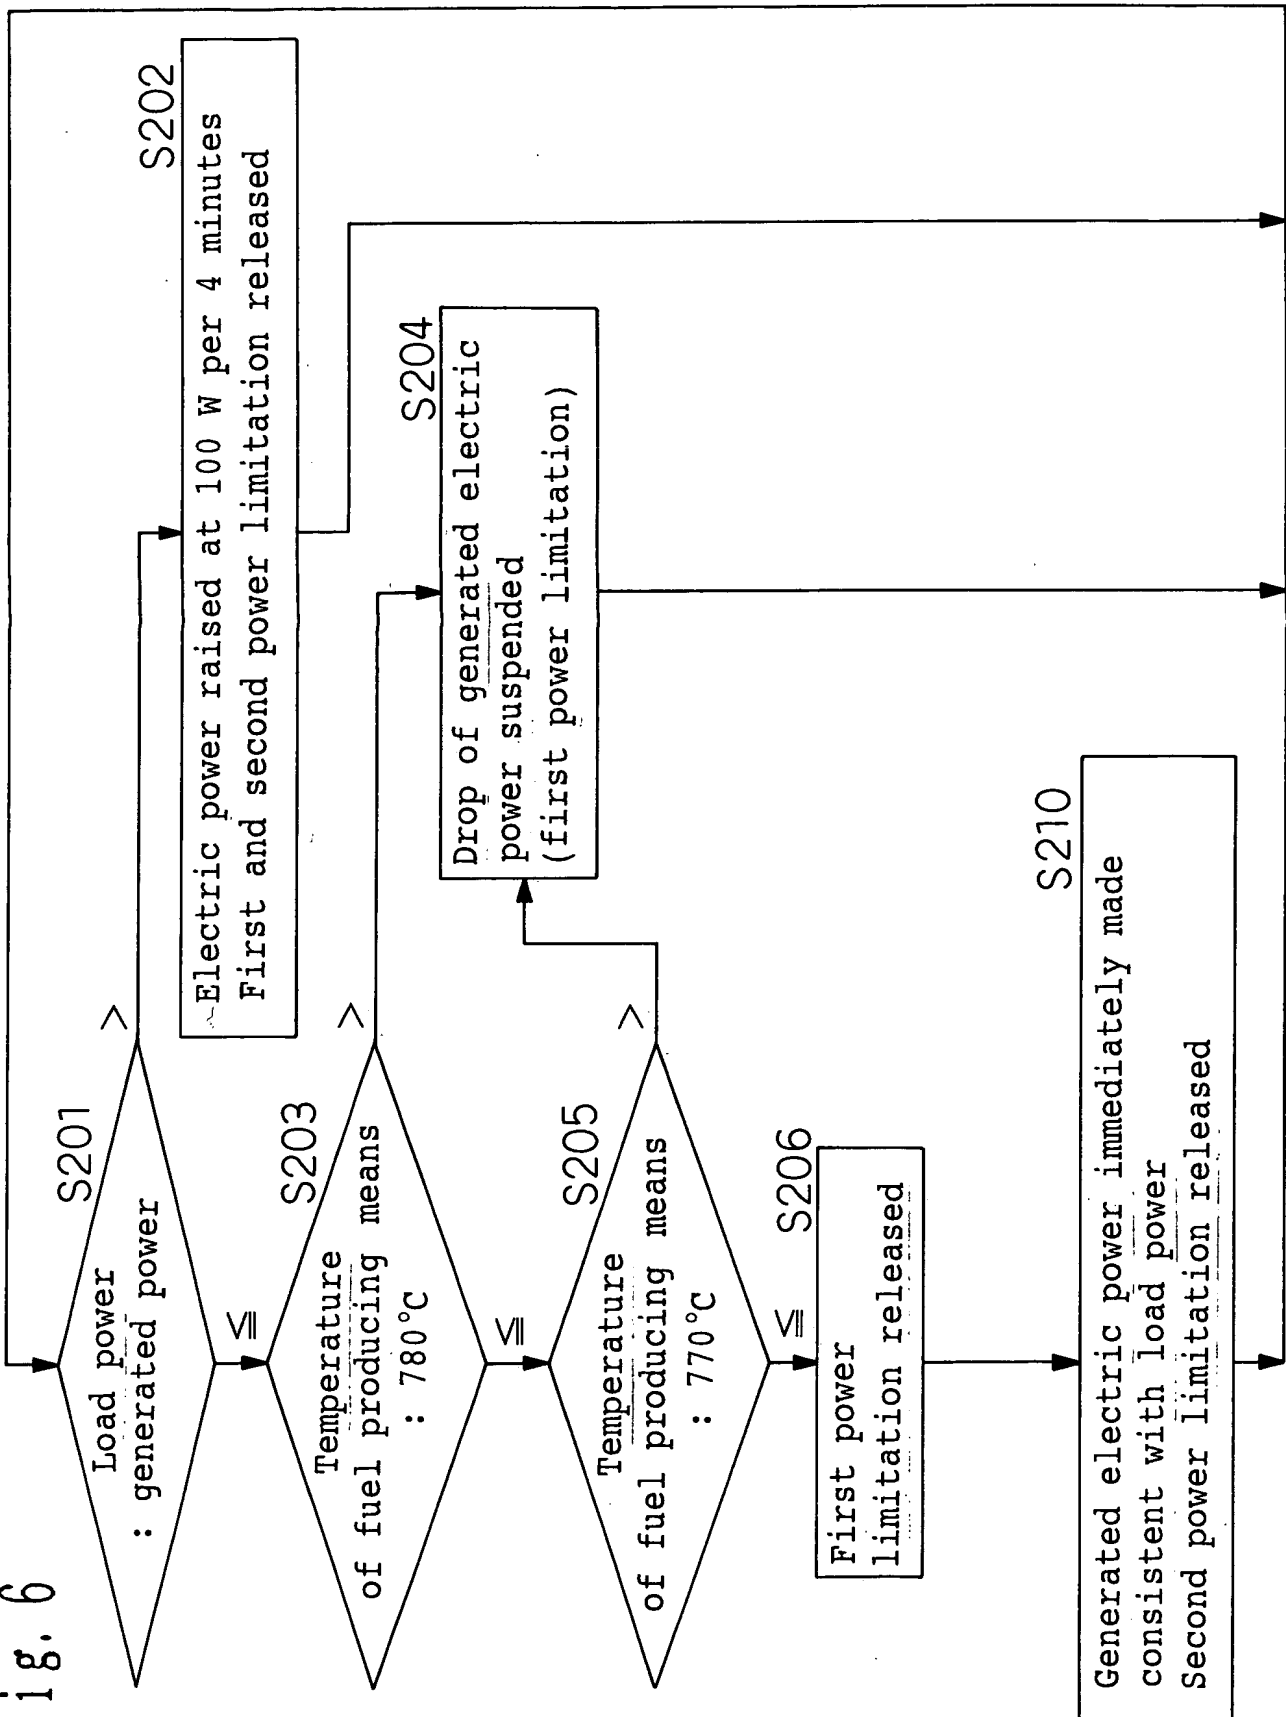 ig. 6
S201
Load power
: generated power
>
≦
S202
Electric power raised at 100 W per 4 minutes
First and second power limitation released
S203
Temperature
of fuel producing means
: 780°C
>
≦
S204
Drop of generated electric
power suspended
(first power limitation)
S205
Temperature
of fuel producing means
: 770°C
>
≦
S206
First power
limitation released
S210
Generated electric power immediately made
consistent with load power
Second power limitation released